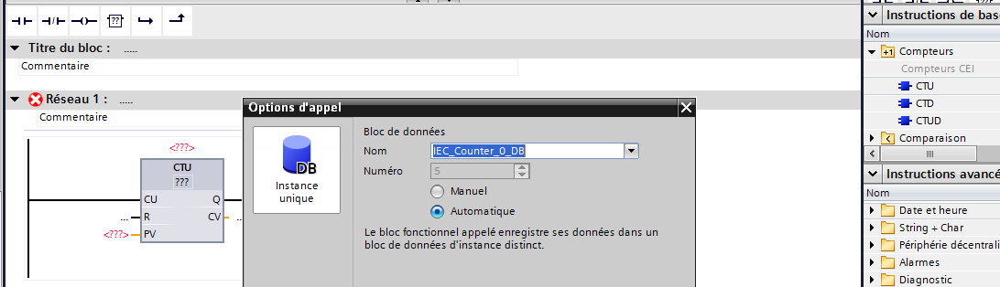 ??
Titre du bloc : .....
Commentaire
Réseau 1 : .....
Commentaire
<???>
CTU
???
CU Q
... R CV ...
<???> PV
Options d'appel
DB
Instance
unique
Bloc de données
Nom IEC_Counter_0_DB
Numéro 5
Manuel
Automatique
Le bloc fonctionnel appelé enregistre ses données dans un
bloc de données d'instance distinct.
Instructions de bas
Nom
+1 Compteurs
Compteurs CEI
CTU
CTD
CTUD
Comparaison
Instructions avancé
Nom
Date et heure
String + Char
Périphérie décentrali
Alarmes
Diagnostic